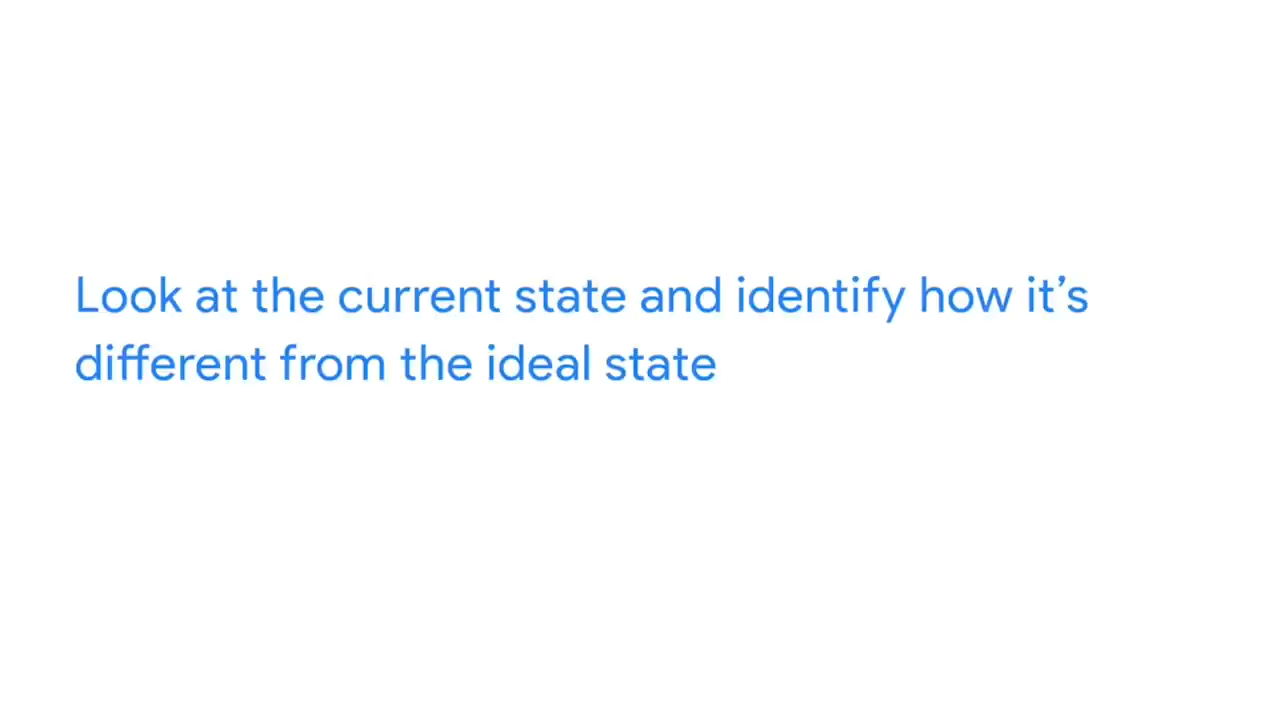 Look at the current state and identify how it’s
different from the ideal state